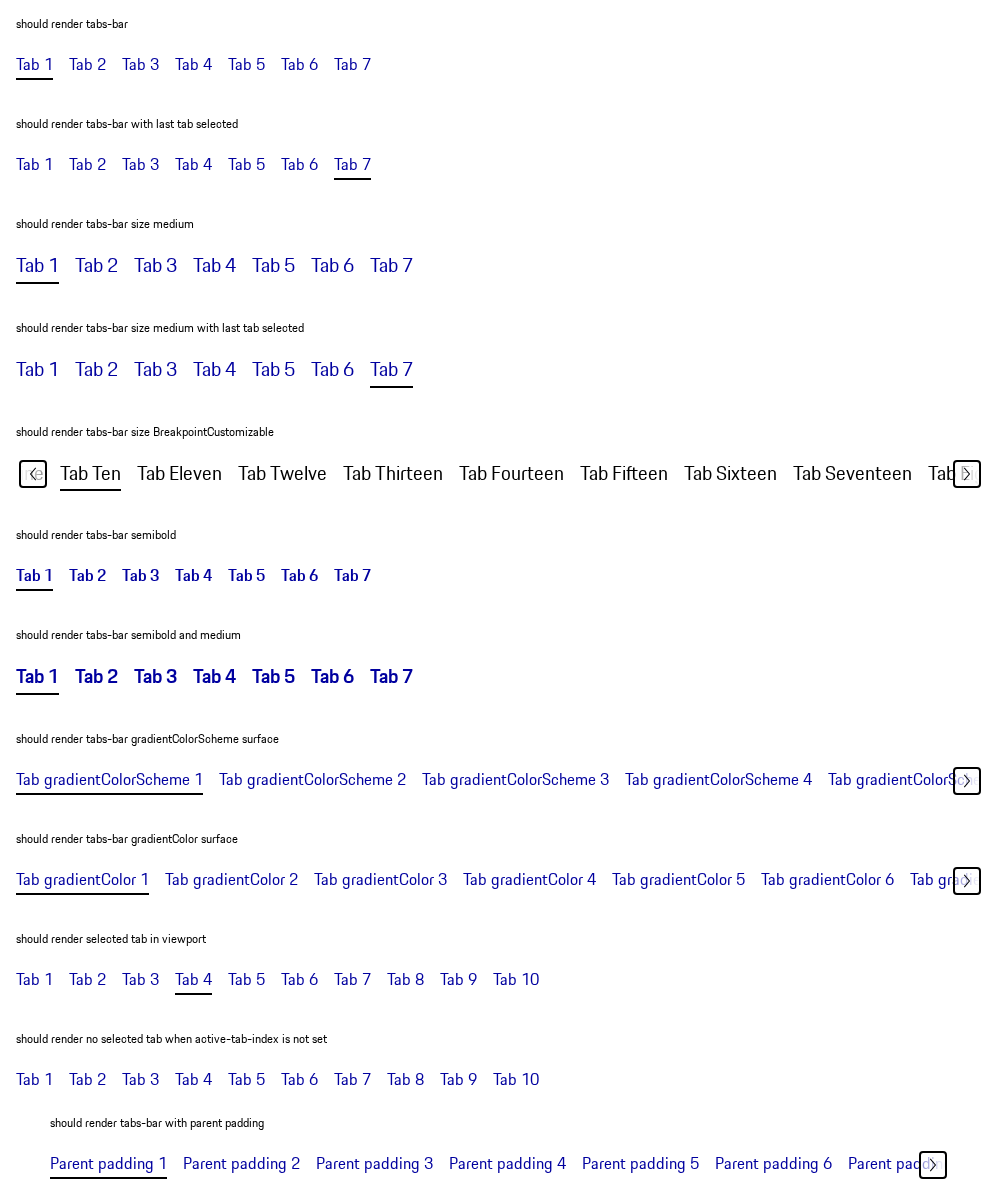 should render tabs-bar
Tab 1 Tab 2 Tab 3 Tab 4 Tab 5 Tab 6 Tab 7
should render tabs-bar with last tab selected
Tab 1 Tab 2 Tab 3 Tab 4 Tab 5 Tab 6 Tab 7
should render tabs-bar size medium
Tab 1 Tab 2 Tab 3 Tab 4 Tab 5 Tab 6 Tab 7
should render tabs-bar size medium with last tab selected
Tab 1 Tab 2 Tab 3 Tab 4 Tab 5 Tab 6 Tab 7
should render tabs-bar size BreakpointCustomizable
Tab Ten Tab Eleven Tab Twelve Tab Thirteen Tab Fourteen Tab Fifteen Tab Sixteen Tab Seventeen Tab
should render tabs-bar semibold
Tab 1 Tab 2 Tab 3 Tab 4 Tab 5 Tab 6 Tab 7
should render tabs-bar semibold and medium
Tab 1 Tab 2 Tab 3 Tab 4 Tab 5 Tab 6 Tab 7
should render tabs-bar gradientColorScheme surface
Tab gradientColorScheme 1 Tab gradientColorScheme 2 Tab gradientColorScheme 3 Tab gradientColorScheme 4 Tab
should render tabs-bar gradientColor surface
Tab gradientColor 1 Tab gradientColor 2 Tab gradientColor 3 Tab gradientColor 4 Tab gradientColor 5 Tab gradientColor 6 Tab
should render selected tab in viewport
Tab 1 Tab 2 Tab 3 Tab 4 Tab 5 Tab 6 Tab 7 Tab 8 Tab 9 Tab 10
should render no selected tab when active-tab-index is not set
Tab 1 Tab 2 Tab 3 Tab 4 Tab 5 Tab 6 Tab 7 Tab 8 Tab 9 Tab 10
should render tabs-bar with parent padding
Parent padding 1 Parent padding 2 Parent padding 3 Parent padding 4 Parent padding 5 Parent padding 6 Parent